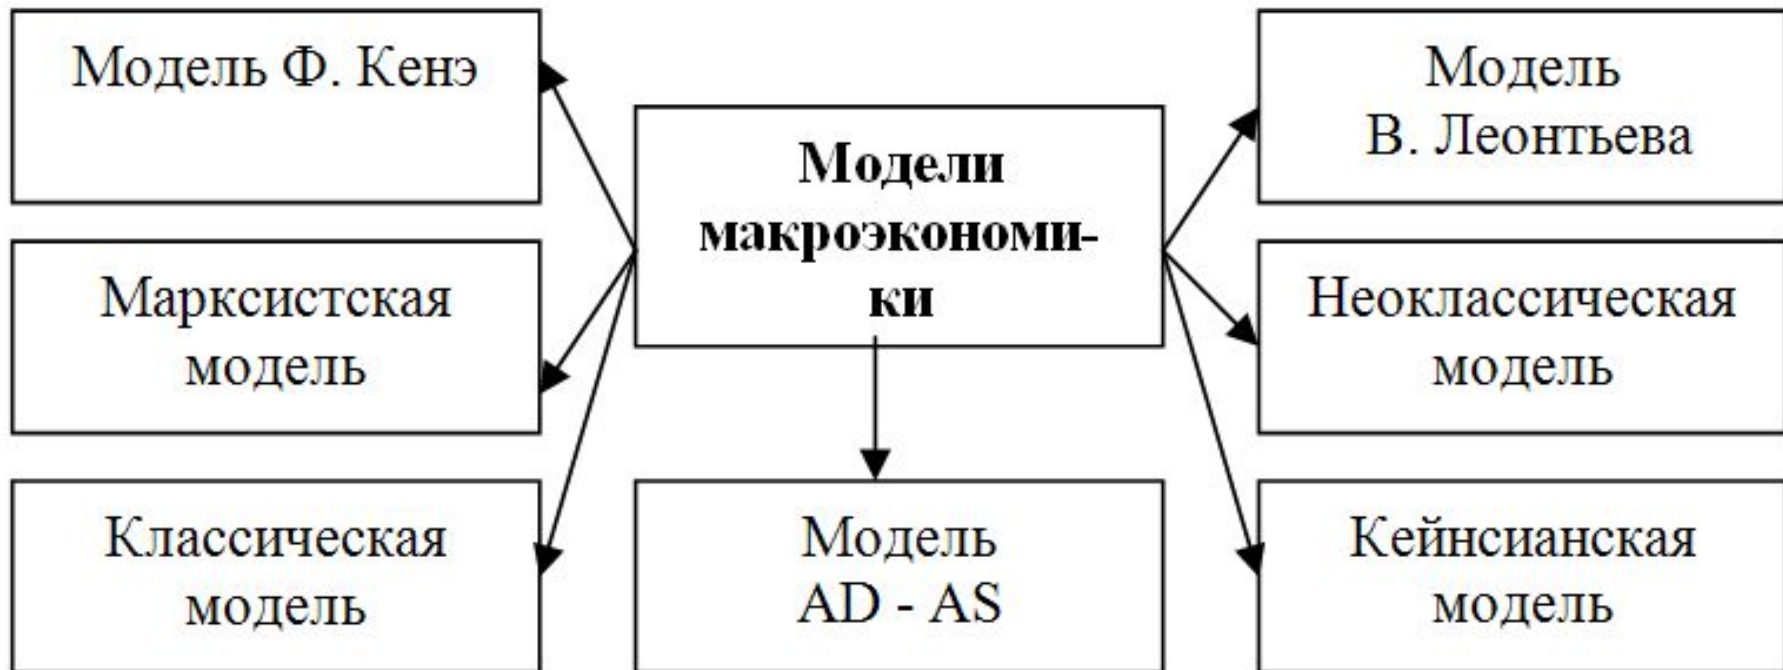 Модель Ф. Кенэ
Марксистская
модель
Классическая
модель
Модели
макроэкономи-
ки
Модель
AD - AS
Модель
В. Леонтьева
Неоклассическая
модель
Кейнсианская
модель